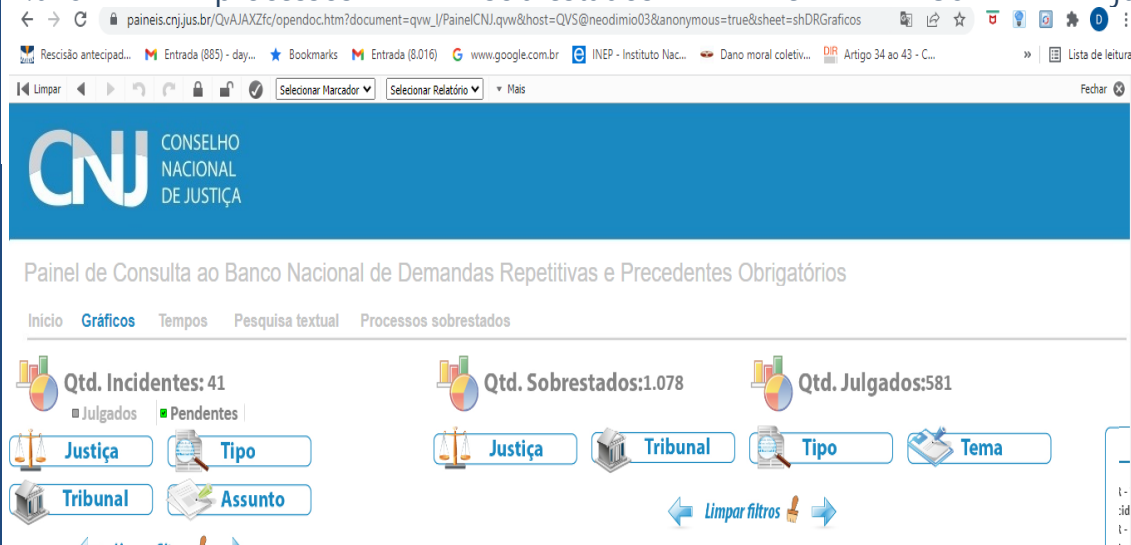 paineis.cnj.jus.br/QvAJAXZfc/opendoc.htm?document=qvw_l/PainelCNJ.qvw&host=QVS@neodimio03&anonymous=true&sheet=shDRGraficos
Rescisão antecipad... Entrada (885) - day... Bookmarks Entrada (8.016) www.google.com.br INEP - Instituto Nac... Dano moral coletiv... DIR Artigo 34 ao 43 - C... » Lista de leitura
Limpar Selecionar Marcador Selecionar Relatório Mais Fechar
CNJ
CONSELHO
NACIONAL
DE JUSTIÇA
Painel de Consulta ao Banco Nacional de Demandas Repetitivas e Precedentes Obrigatórios
Inicio Gráficos Tempos Pesquisa textual Processos sobrestados
Qtd. Incidentes: 41 Qtd. Sobrestados:1.078 Qtd. Julgados:581
Julgados Pendentes
Justiça Tipo Justiça Tribunal Tipo Tema
Tribunal Assunto
Limpar filtros